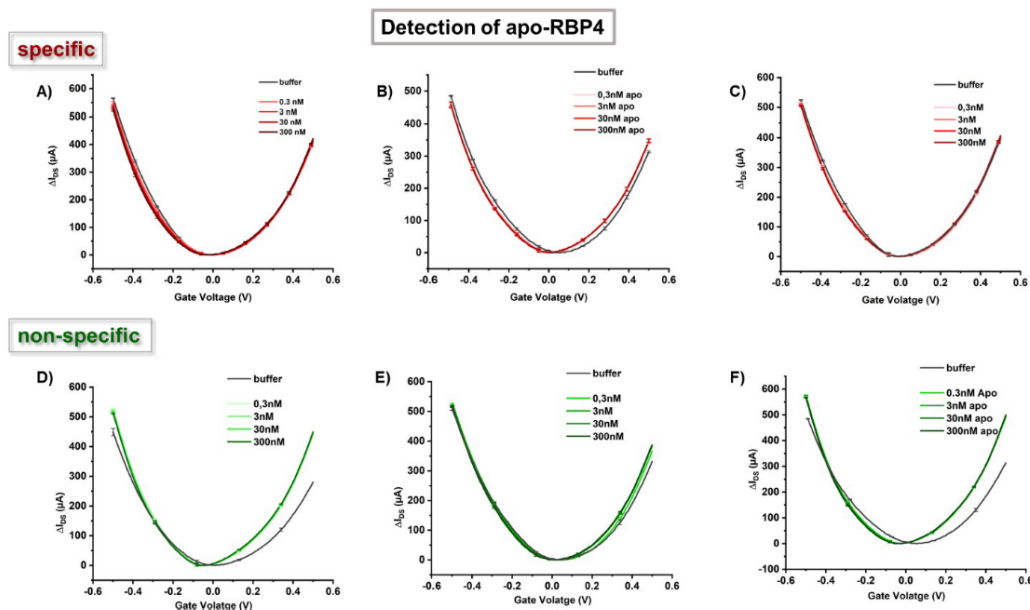 Detection of apo-RBP4
specific
A)
buffer
0.3 nM
3 nM
30 nM
300 nM
600
500
400
300
200
100
0
ΔIDS (µA)
-0.6 -0.4 -0.2 0.0 0.2 0.4 0.6
Gate Voltage (V)
B)
buffer
0,3nM apo
3nM apo
30nM apo
300nM apo
500
400
300
200
100
0
ΔIDS (µA)
-0.6 -0.4 -0.2 0.0 0.2 0.4 0.6
Gate Volatge (V)
C)
buffer
0,3nM
3nM
30nM
300nM
600
500
400
300
200
100
0
ΔIDS (µA)
-0.6 -0.4 -0.2 0.0 0.2 0.4 0.6
Gate Volatge (V)
non-specific
D)
buffer
0,3nM
3nM
30nM
300nM
600
500
400
300
200
100
0
ΔIDS (µA)
-0.6 -0.4 -0.2 0.0 0.2 0.4 0.6
Gate Volatge (V)
E)
buffer
0,3nM
3nM
30nM
300nM
600
500
400
300
200
100
0
ΔIDS (µA)
-0.6 -0.4 -0.2 0.0 0.2 0.4 0.6
Gate Volatge (V)
F)
buffer
0.3nM Apo
3nM apo
30nM apo
300nM apo
600
500
400
300
200
100
0
-100
ΔIDS (µA)
-0.6 -0.4 -0.2 0.0 0.2 0.4 0.6
Gate Volatge (V)